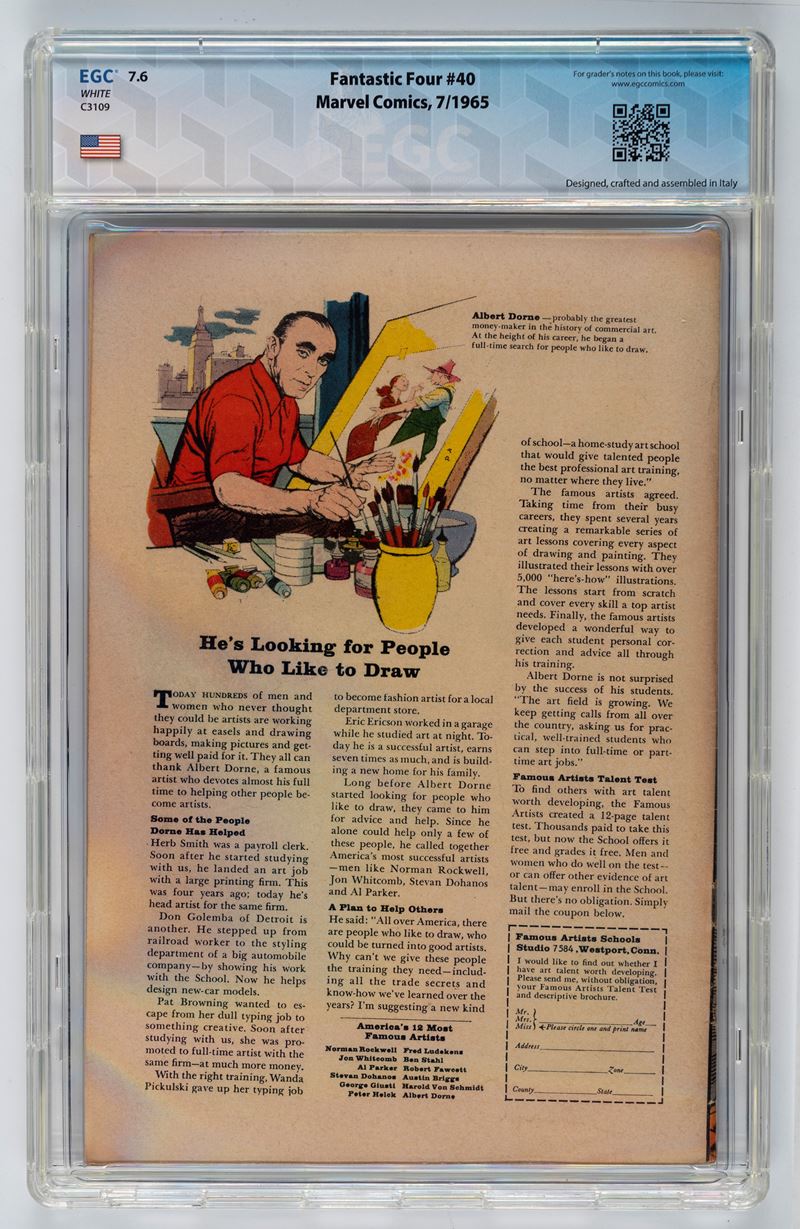 EGC® 7.6
WHITE
C3109
Fantastic Four #40
Marvel Comics, 7/1965
For grader's notes on this book, please visit:
www.egccomics.com
EGC
Designed, crafted and assembled in Italy
Albert Dorne —probably the greatest
money-maker in the history of commercial art.
At the height of his career, he began a
full-time search for people who like to draw.
D.A
He's Looking for People
Who Like to Draw
TODAY HUNDREDS of men and
women who never thought
they could be artists are working
happily at easels and drawing
boards, making pictures and get-
ting well paid for it. They all can
thank Albert Dorne, a famous
artist who devotes almost his full
time to helping other people be-
come artists.
Some of the People
Dorne Has Helped
Herb Smith was a payroll clerk.
Soon after he started studying
with us, he landed an art job
with a large printing firm. This
was four years ago; today he's
head artist for the same firm.
Don Golemba of Detroit is
another. He stepped up from
railroad worker to the styling
department of a big automobile
company—by showing his work
with the School. Now he helps
design new-car models.
Pat Browning wanted to es-
cape from her dull typing job to
something creative. Soon after
studying with us, she was pro-
moted to full-time artist with the
same firm—at much more money.
With the right training, Wanda
Pickulski gave up her typing job
to become fashion artist for a local
department store.
Eric Ericson worked in a garage
while he studied art at night. To-
day he is a successful artist, earns
seven times as much, and is build-
ing a new home for his family.
Long before Albert Dorne
started looking for people who
like to draw, they came to him
for advice and help. Since he
alone could help only a few of
these people, he called together
America's most successful artists
—men like Norman Rockwell,
Jon Whitcomb, Stevan Dohanos
and Al Parker.
A Plan to Help Others
He said: "All over America, there
are people who like to draw, who
could be turned into good artists.
Why can't we give these people
the training they need—includ-
ing all the trade secrets and
know-how we've learned over the
years? I'm suggesting a new kind
America's 12 Most
Famous Artists
Norman Rockwell Fred Ludekens
Jon Whitcomb Ben Stahl
Al Parker Robert Fawcett
Stevan Dohanos Austin Briggs
George Giusti Harold Von Schmidt
Peter Helck Albert Dorne
of school—a home-study art school
that would give talented people
the best professional art training,
no matter where they live."
The famous artists agreed.
Taking time from their busy
careers, they spent several years
creating a remarkable series of
art lessons covering every aspect
of drawing and painting. They
illustrated their lessons with over
5,000 "here's-how" illustrations.
The lessons start from scratch
and cover every skill a top artist
needs. Finally, the famous artists
developed a wonderful way to
give each student personal cor-
rection and advice all through
his training.
Albert Dorne is not surprised
by the success of his students.
"The art field is growing. We
keep getting calls from all over
the country, asking us for prac-
tical, well-trained students who
can step into full-time or part-
time art jobs."
Famous Artists Talent Test
To find others with art talent
worth developing, the Famous
Artists created a 12-page talent
test. Thousands paid to take this
test, but now the School offers it
free and grades it free. Men and
women who do well on the test—
or can offer other evidence of art
talent—may enroll in the School.
But there's no obligation. Simply
mail the coupon below.
Famous Artists Schools
Studio 7584, Westport, Conn.
I would like to find out whether I
have art talent worth developing.
Please send me, without obligation,
your Famous Artists Talent Test
and descriptive brochure.
Mr.
Mrs. Age
Miss Please circle one and print name
Address
City Zone
County State